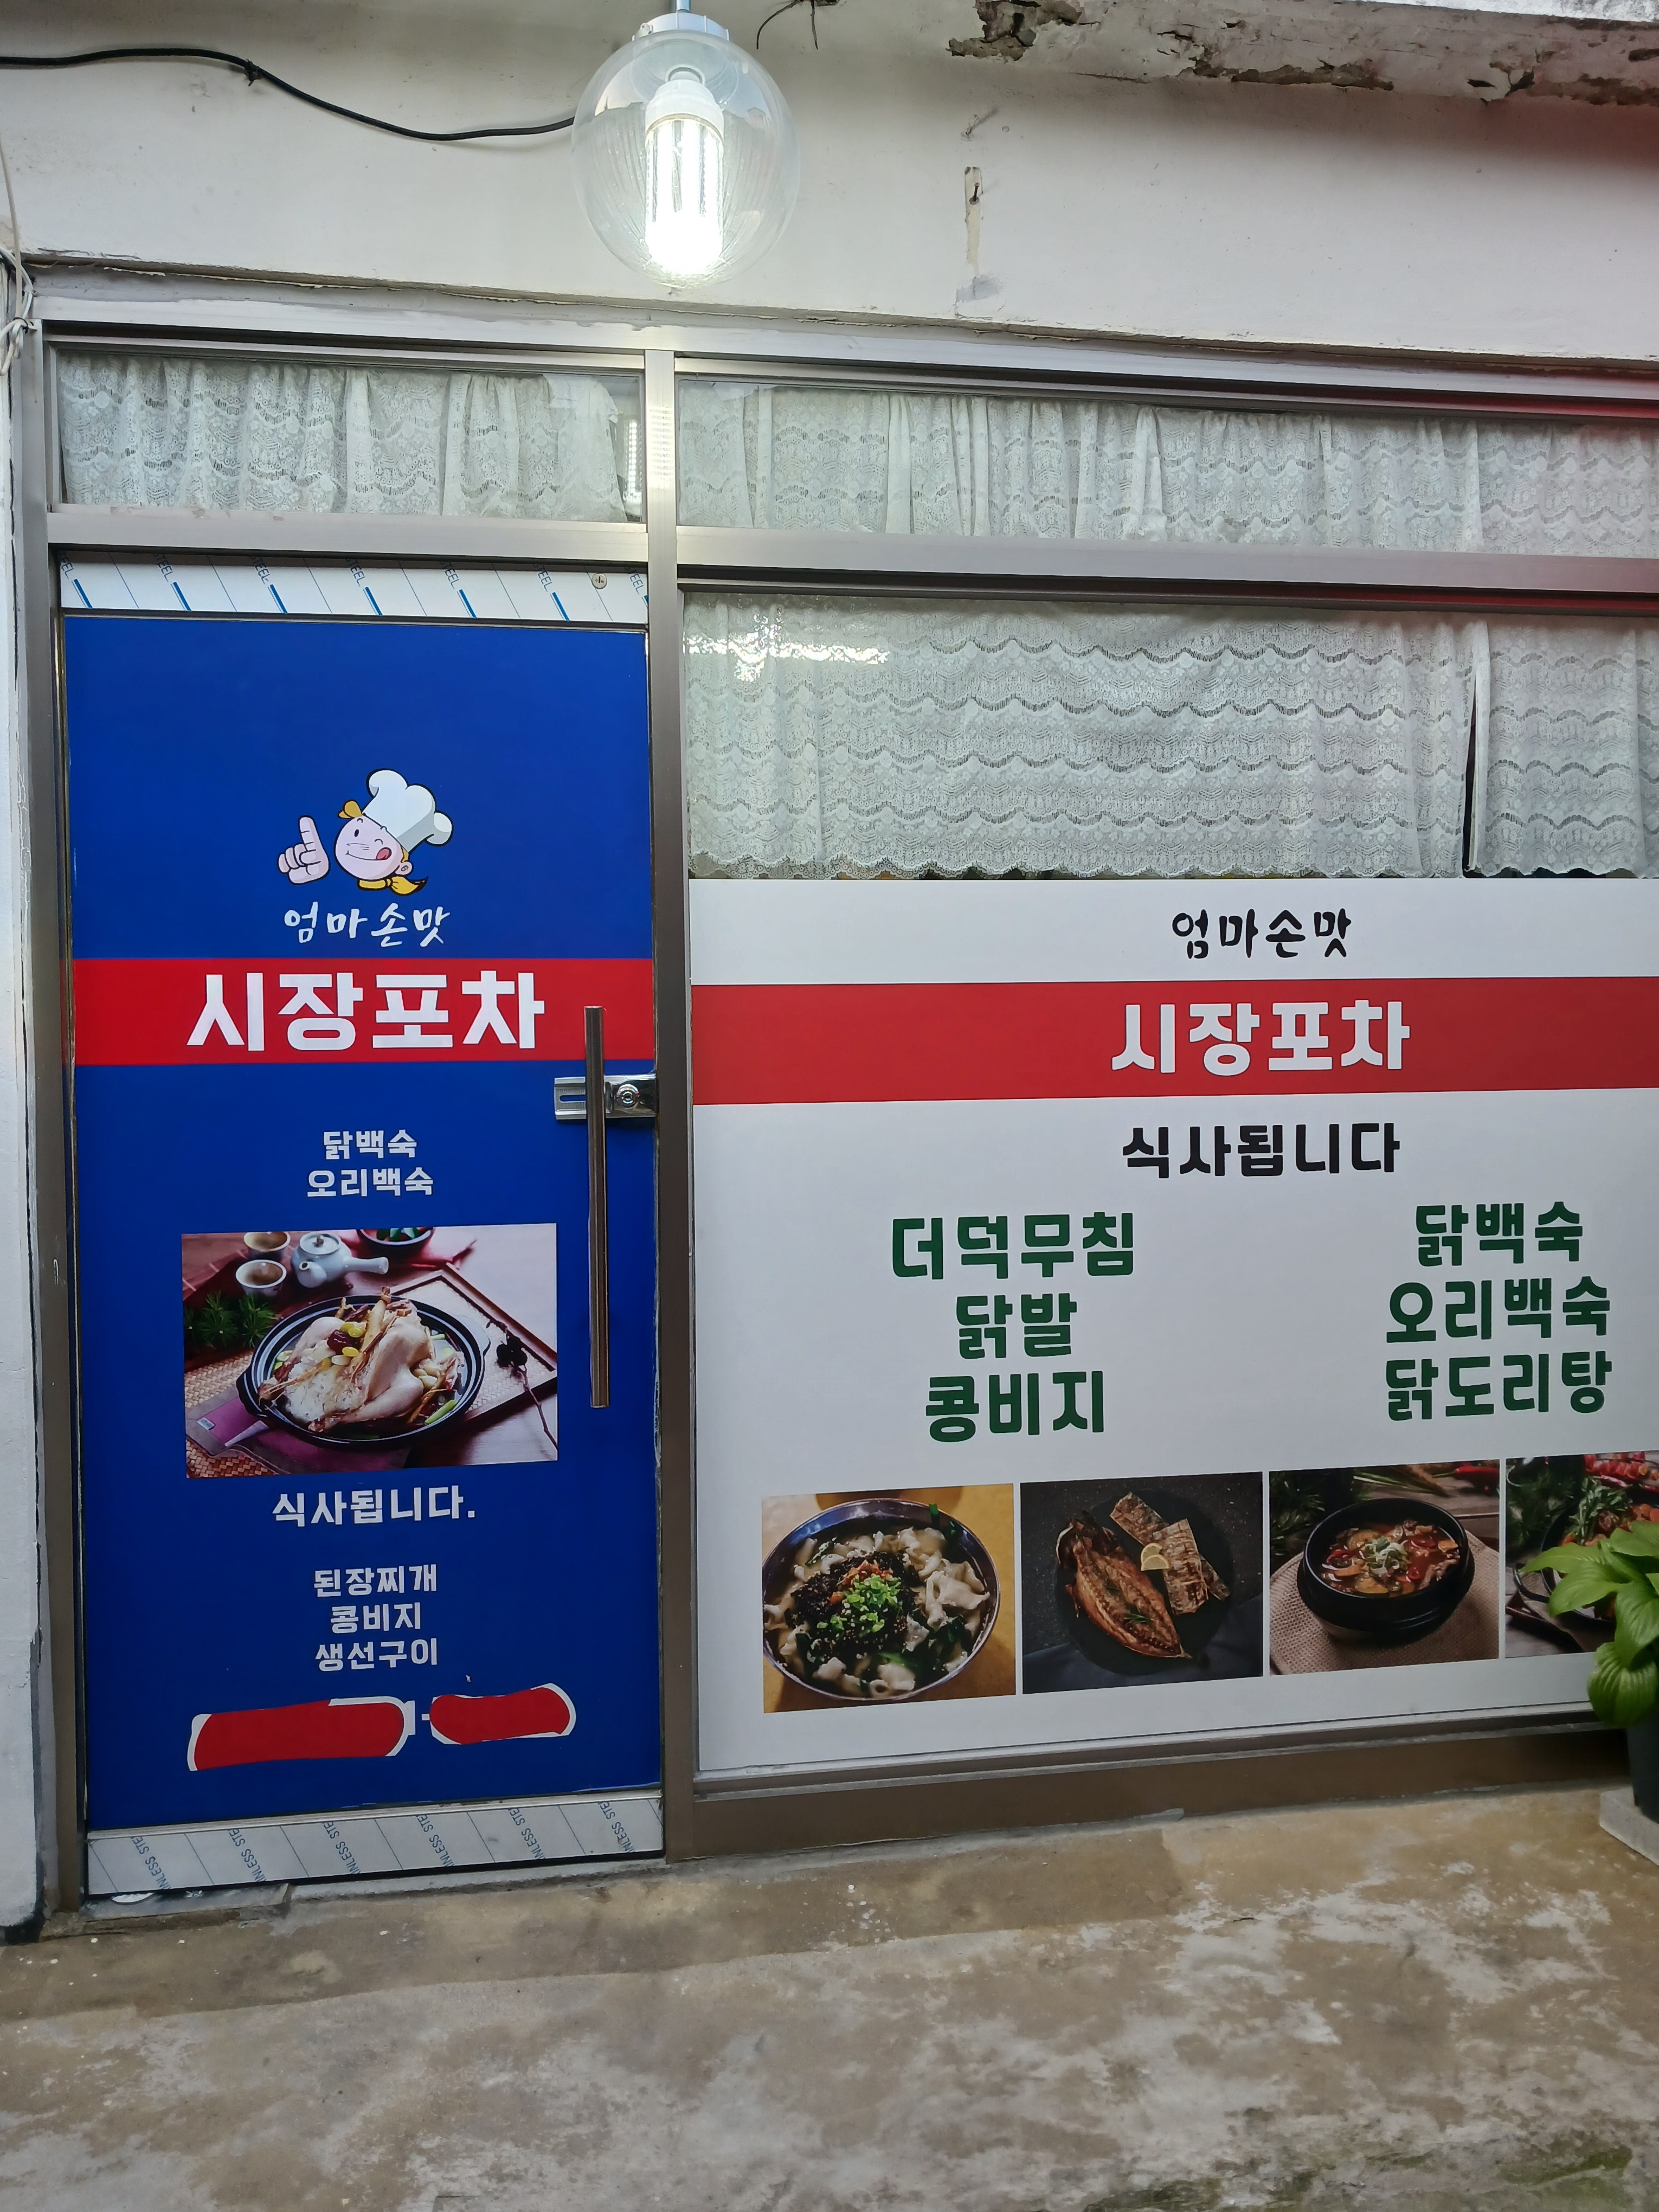 엄마손맛
시장포차
닭백숙
오리백숙
식사됩니다.
된장찌개
콩비지
생선구이
엄마손맛
시장포차
식사됩니다
더덕무침
닭발
콩비지
닭백숙
오리백숙
닭도리탕
STEEL
STAINLESS STEEL